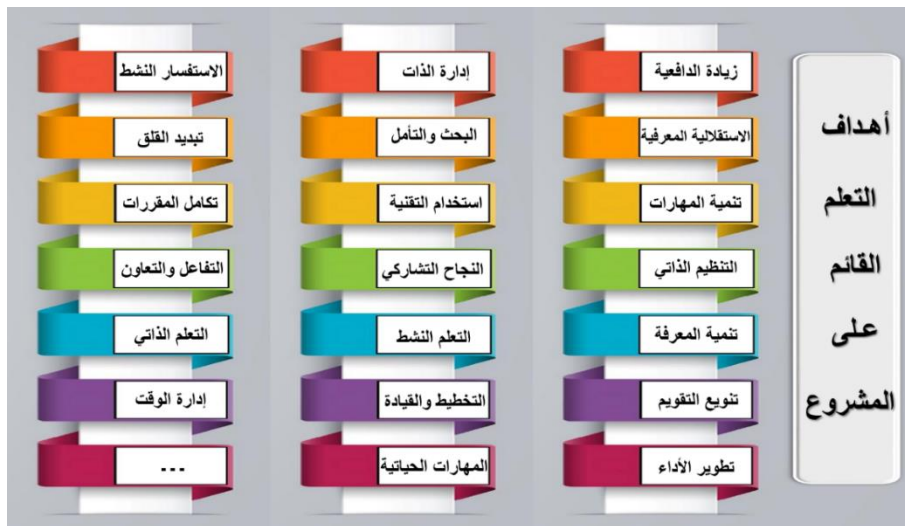 أهداف
التعلم
القائم
على
المشروع
زيادة الدافعية
الاستقلالية المعرفية
تنمية المهارات
التنظيم الذاتي
تنمية المعرفة
تنويع التقويم
تطوير الأداء
إدارة الذات
البحث والتأمل
استخدام التقنية
النجاح التشاركي
التعلم النشط
التخطيط والقيادة
المهارات الحياتية
الاستفسار النشط
تبديد القلق
تكامل المقررات
التفاعل والتعاون
التعلم الذاتي
إدارة الوقت
---